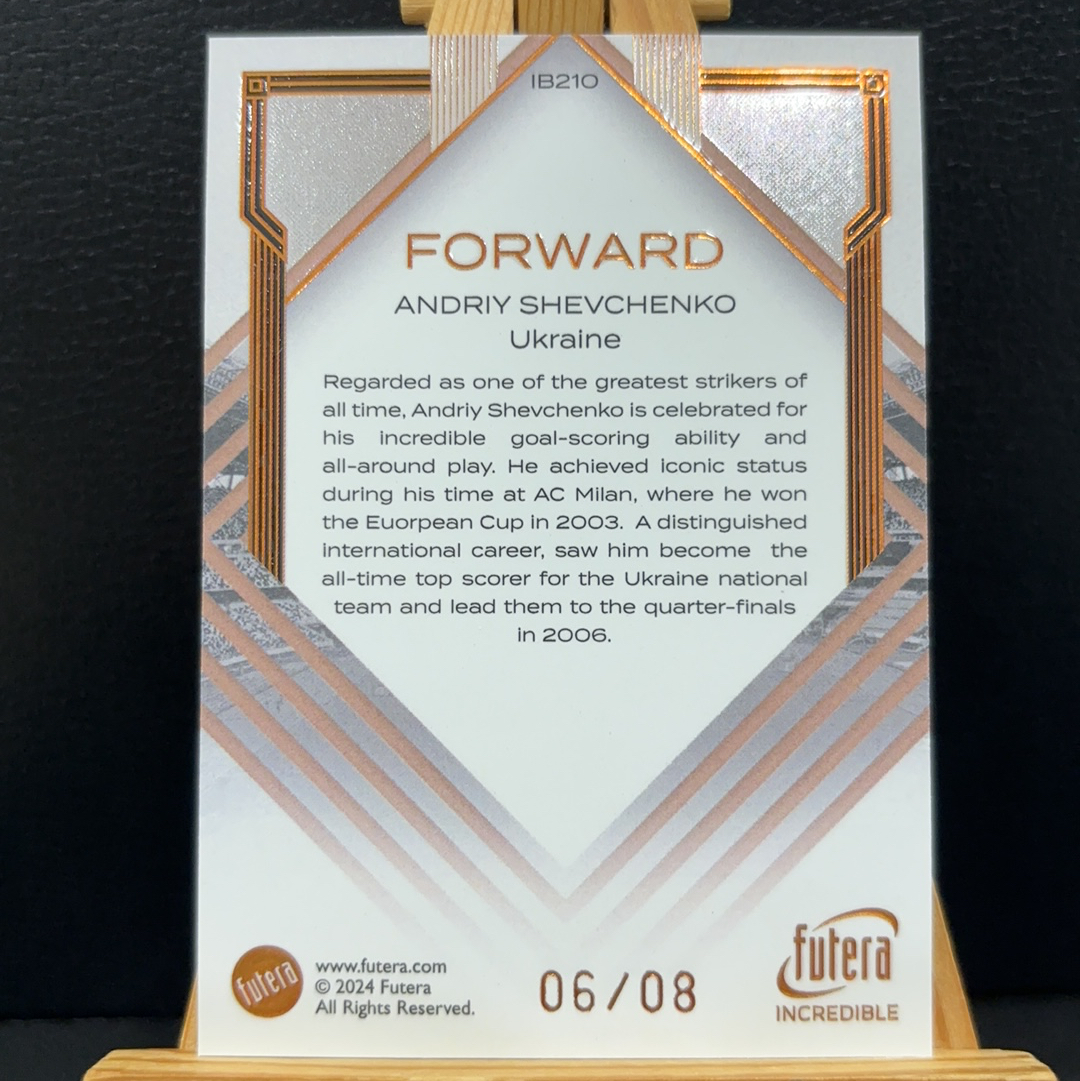 IB210
FORWARD
ANDRIY SHEVCHENKO
Ukraine
Regarded as one of the greatest strikers of
all time, Andriy Shevchenko is celebrated for
his incredible goal-scoring ability and
all-around play. He achieved iconic status
during his time at AC Milan, where he won
the Euorpean Cup in 2003. A distinguished
international career, saw him become the
all-time top scorer for the Ukraine national
team and lead them to the quarter-finals
in 2006.
futera
www.futera.com
© 2024 Futera
All Rights Reserved.
06/08
futera
INCREDIBLE